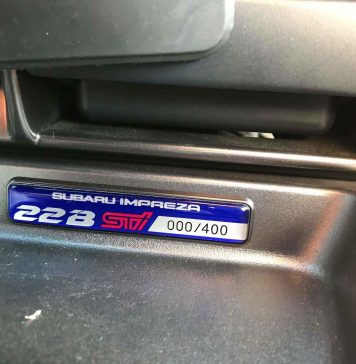 SUBARU IMPREZA
22B STi 000/400